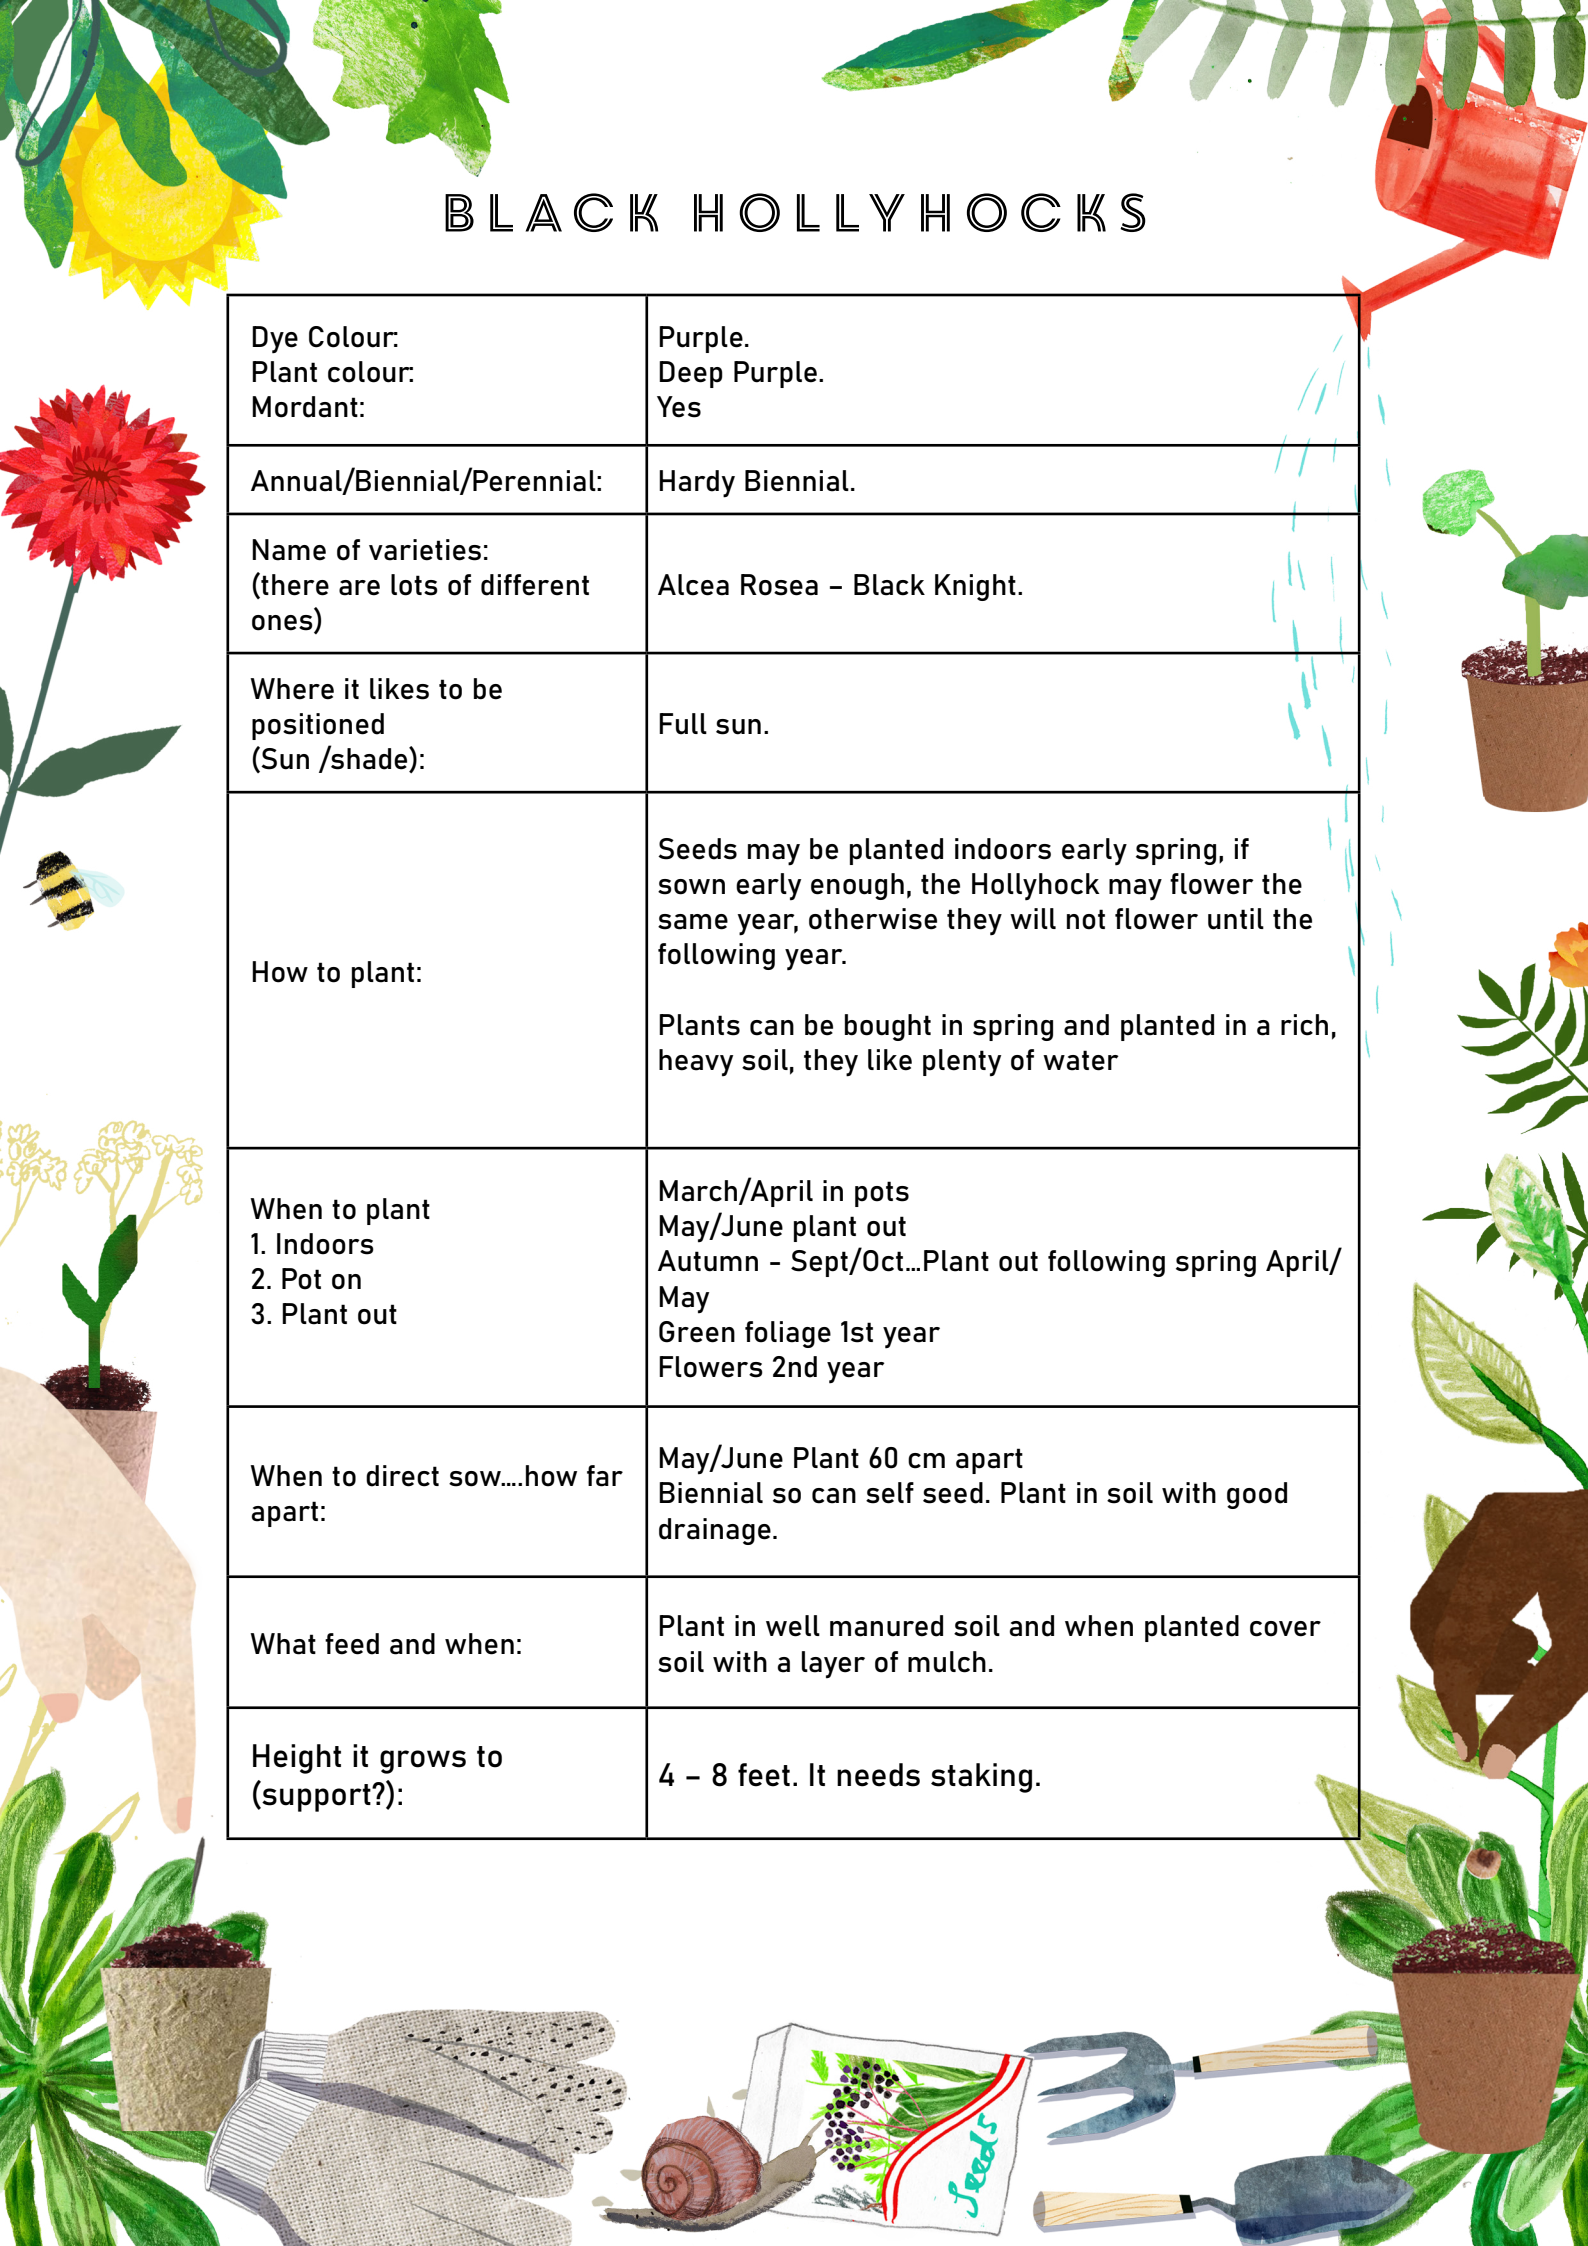 BLACK HOLLYHOCKS
Dye Colour:
Plant colour:
Mordant:
Purple.
Deep Purple.
Yes
Annual/Biennial/Perennial:
Hardy Biennial.
Name of varieties:
(there are lots of different
ones)
Alcea Rosea – Black Knight.
Where it likes to be
positioned
(Sun /shade):
Full sun.
How to plant:
Seeds may be planted indoors early spring, if
sown early enough, the Hollyhock may flower the
same year, otherwise they will not flower until the
following year.
Plants can be bought in spring and planted in a rich,
heavy soil, they like plenty of water
When to plant
1. Indoors
2. Pot on
3. Plant out
March/April in pots
May/June plant out
Autumn - Sept/Oct...Plant out following spring April/
May
Green foliage 1st year
Flowers 2nd year
When to direct sow....how far
apart:
May/June Plant 60 cm apart
Biennial so can self seed. Plant in soil with good
drainage.
What feed and when:
Plant in well manured soil and when planted cover
soil with a layer of mulch.
Height it grows to
(support?):
4 – 8 feet. It needs staking.
Seeds